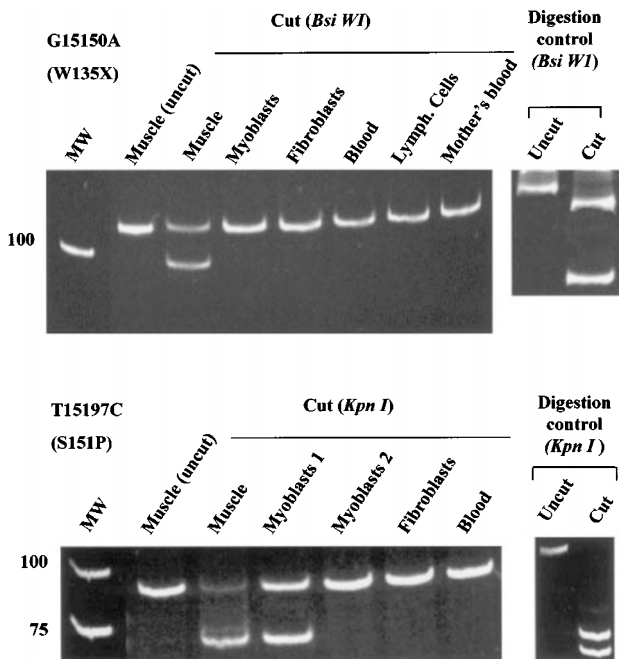 G15150A
(W135X)
Cut (Bsi WI)
Digestion
control
(Bsi W1)
MW
Muscle (uncut)
Muscle
Myoblasts
Fibroblasts
Blood
Lymph. Cells
Mother's blood
Uncut
Cut
100
T15197C
(S151P)
Cut (Kpn I)
Digestion
control
(Kpn I )
MW
Muscle (uncut)
Muscle
Myoblasts 1
Myoblasts 2
Fibroblasts
Blood
Uncut
Cut
100
75